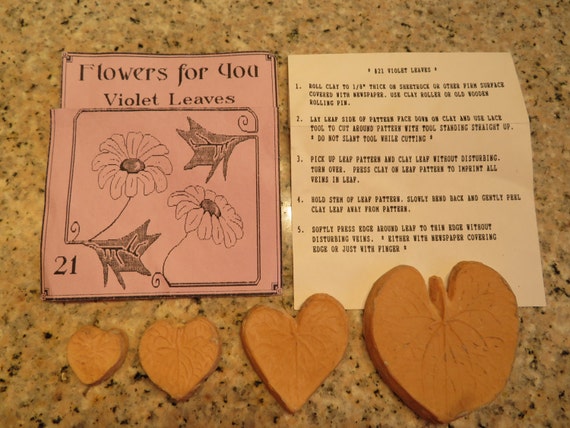 Flowers for You
Violet Leaves
21
* #21 VIOLET LEAVES *
1. ROLL CLAY TO 1/8" THICK ON SHEETROCK OR OTHER FIRM SURFACE
COVERED WITH NEWSPAPER. USE CLAY ROLLER OR OLD WOODEN
ROLLING PIN.
2. LAY LEAF SIDE OF PATTERN FACE DOWN ON CLAY AND USE LACE
TOOL TO CUT AROUND PATTERN WITH TOOL STANDING STRAIGHT UP.
* DO NOT SLANT TOOL WHILE CUTTING *
3. PICK UP LEAF PATTERN AND CLAY LEAF WITHOUT DISTURBING.
TURN OVER. PRESS CLAY ON LEAF PATTERN TO IMPRINT ALL
VEINS IN LEAF.
4. HOLD STEM OF LEAF PATTERN. SLOWLY BEND BACK AND GENTLY PEEL
CLAY LEAF AWAY FROM PATTERN.
5. SOFTLY PRESS EDGE AROUND LEAF TO THIN EDGE WITHOUT
DISTURBING VEINS. * EITHER WITH NEWSPAPER COVERING
EDGE OR JUST WITH FINGER *